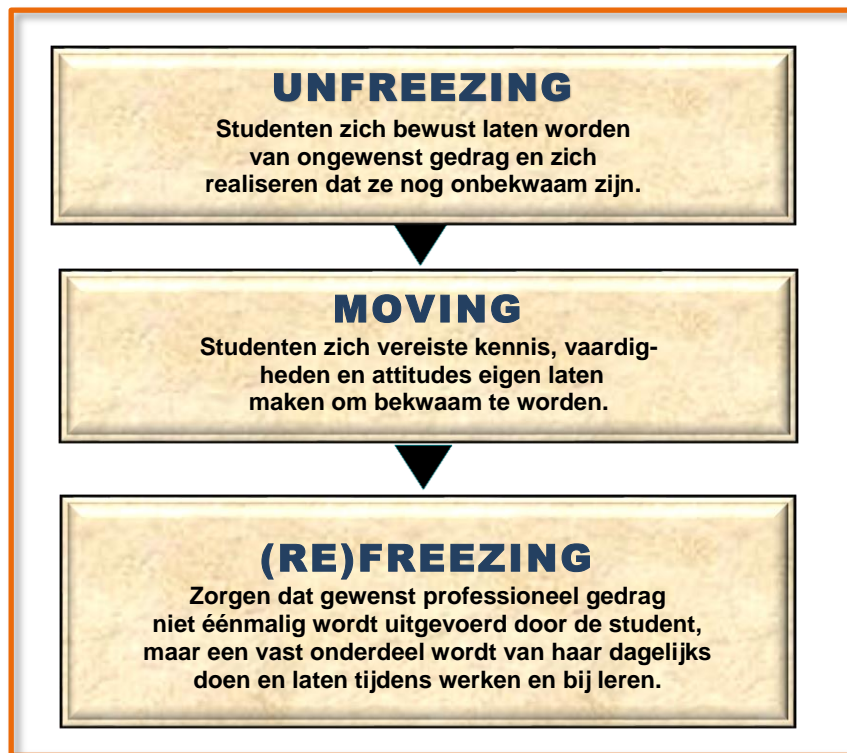 UNFREEZING
Studenten zich bewust laten worden
van ongewenst gedrag en zich
realiseren dat ze nog onbekwaam zijn.
MOVING
Studenten zich vereiste kennis, vaardig-
heden en attitudes eigen laten
maken om bekwaam te worden.
(RE)FREEZING
Zorgen dat gewenst professioneel gedrag
niet éénmalig wordt uitgevoerd door de student,
maar een vast onderdeel wordt van haar dagelijks
doen en laten tijdens werken en bij leren.